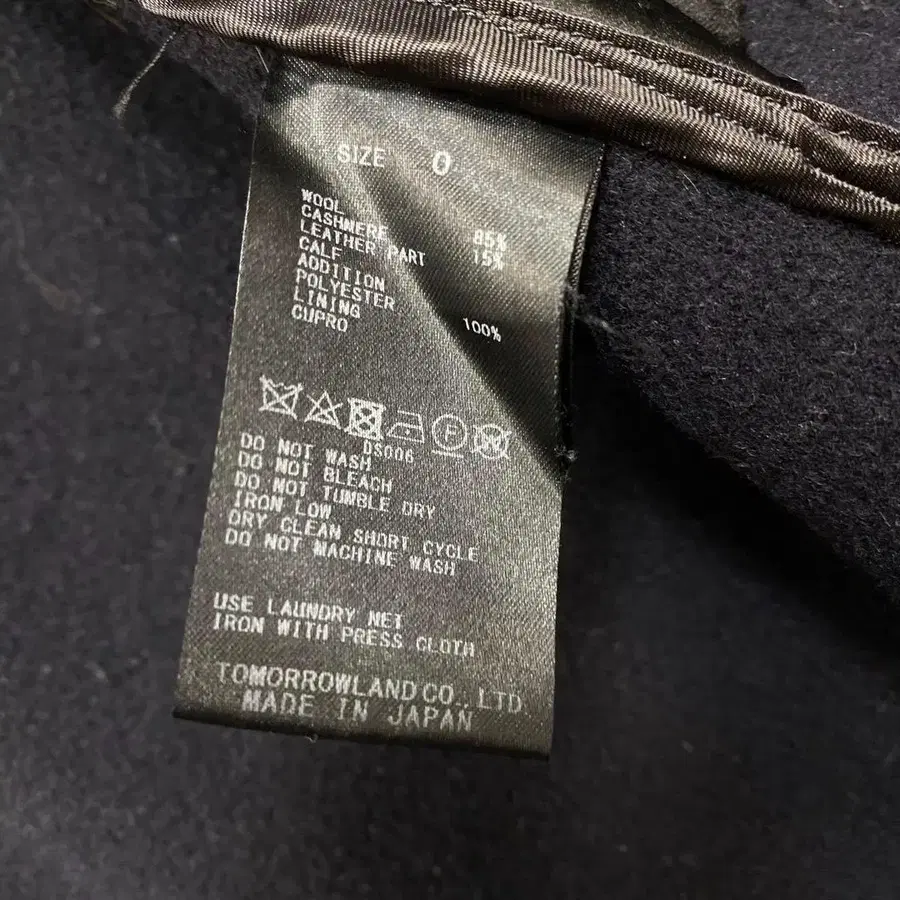 SIZE 0
WOOL 85%
CASHMERE 15%
LEATHER PART
CALF
AODITION
POLYESTER
LINING
CUPRO 100%
DS006
DO NOT WASH
DO NOT BLEACH
DO NOT TUMBLE DRY
IRON LOW
DRY CLEAN SHORT CYCLE
DO NOT MACHINE WASH
USE LAUNDRY NET
IRON WITH PRESS CLOTH
TOMORROWLAND CO., LTD.
MADE IN JAPAN